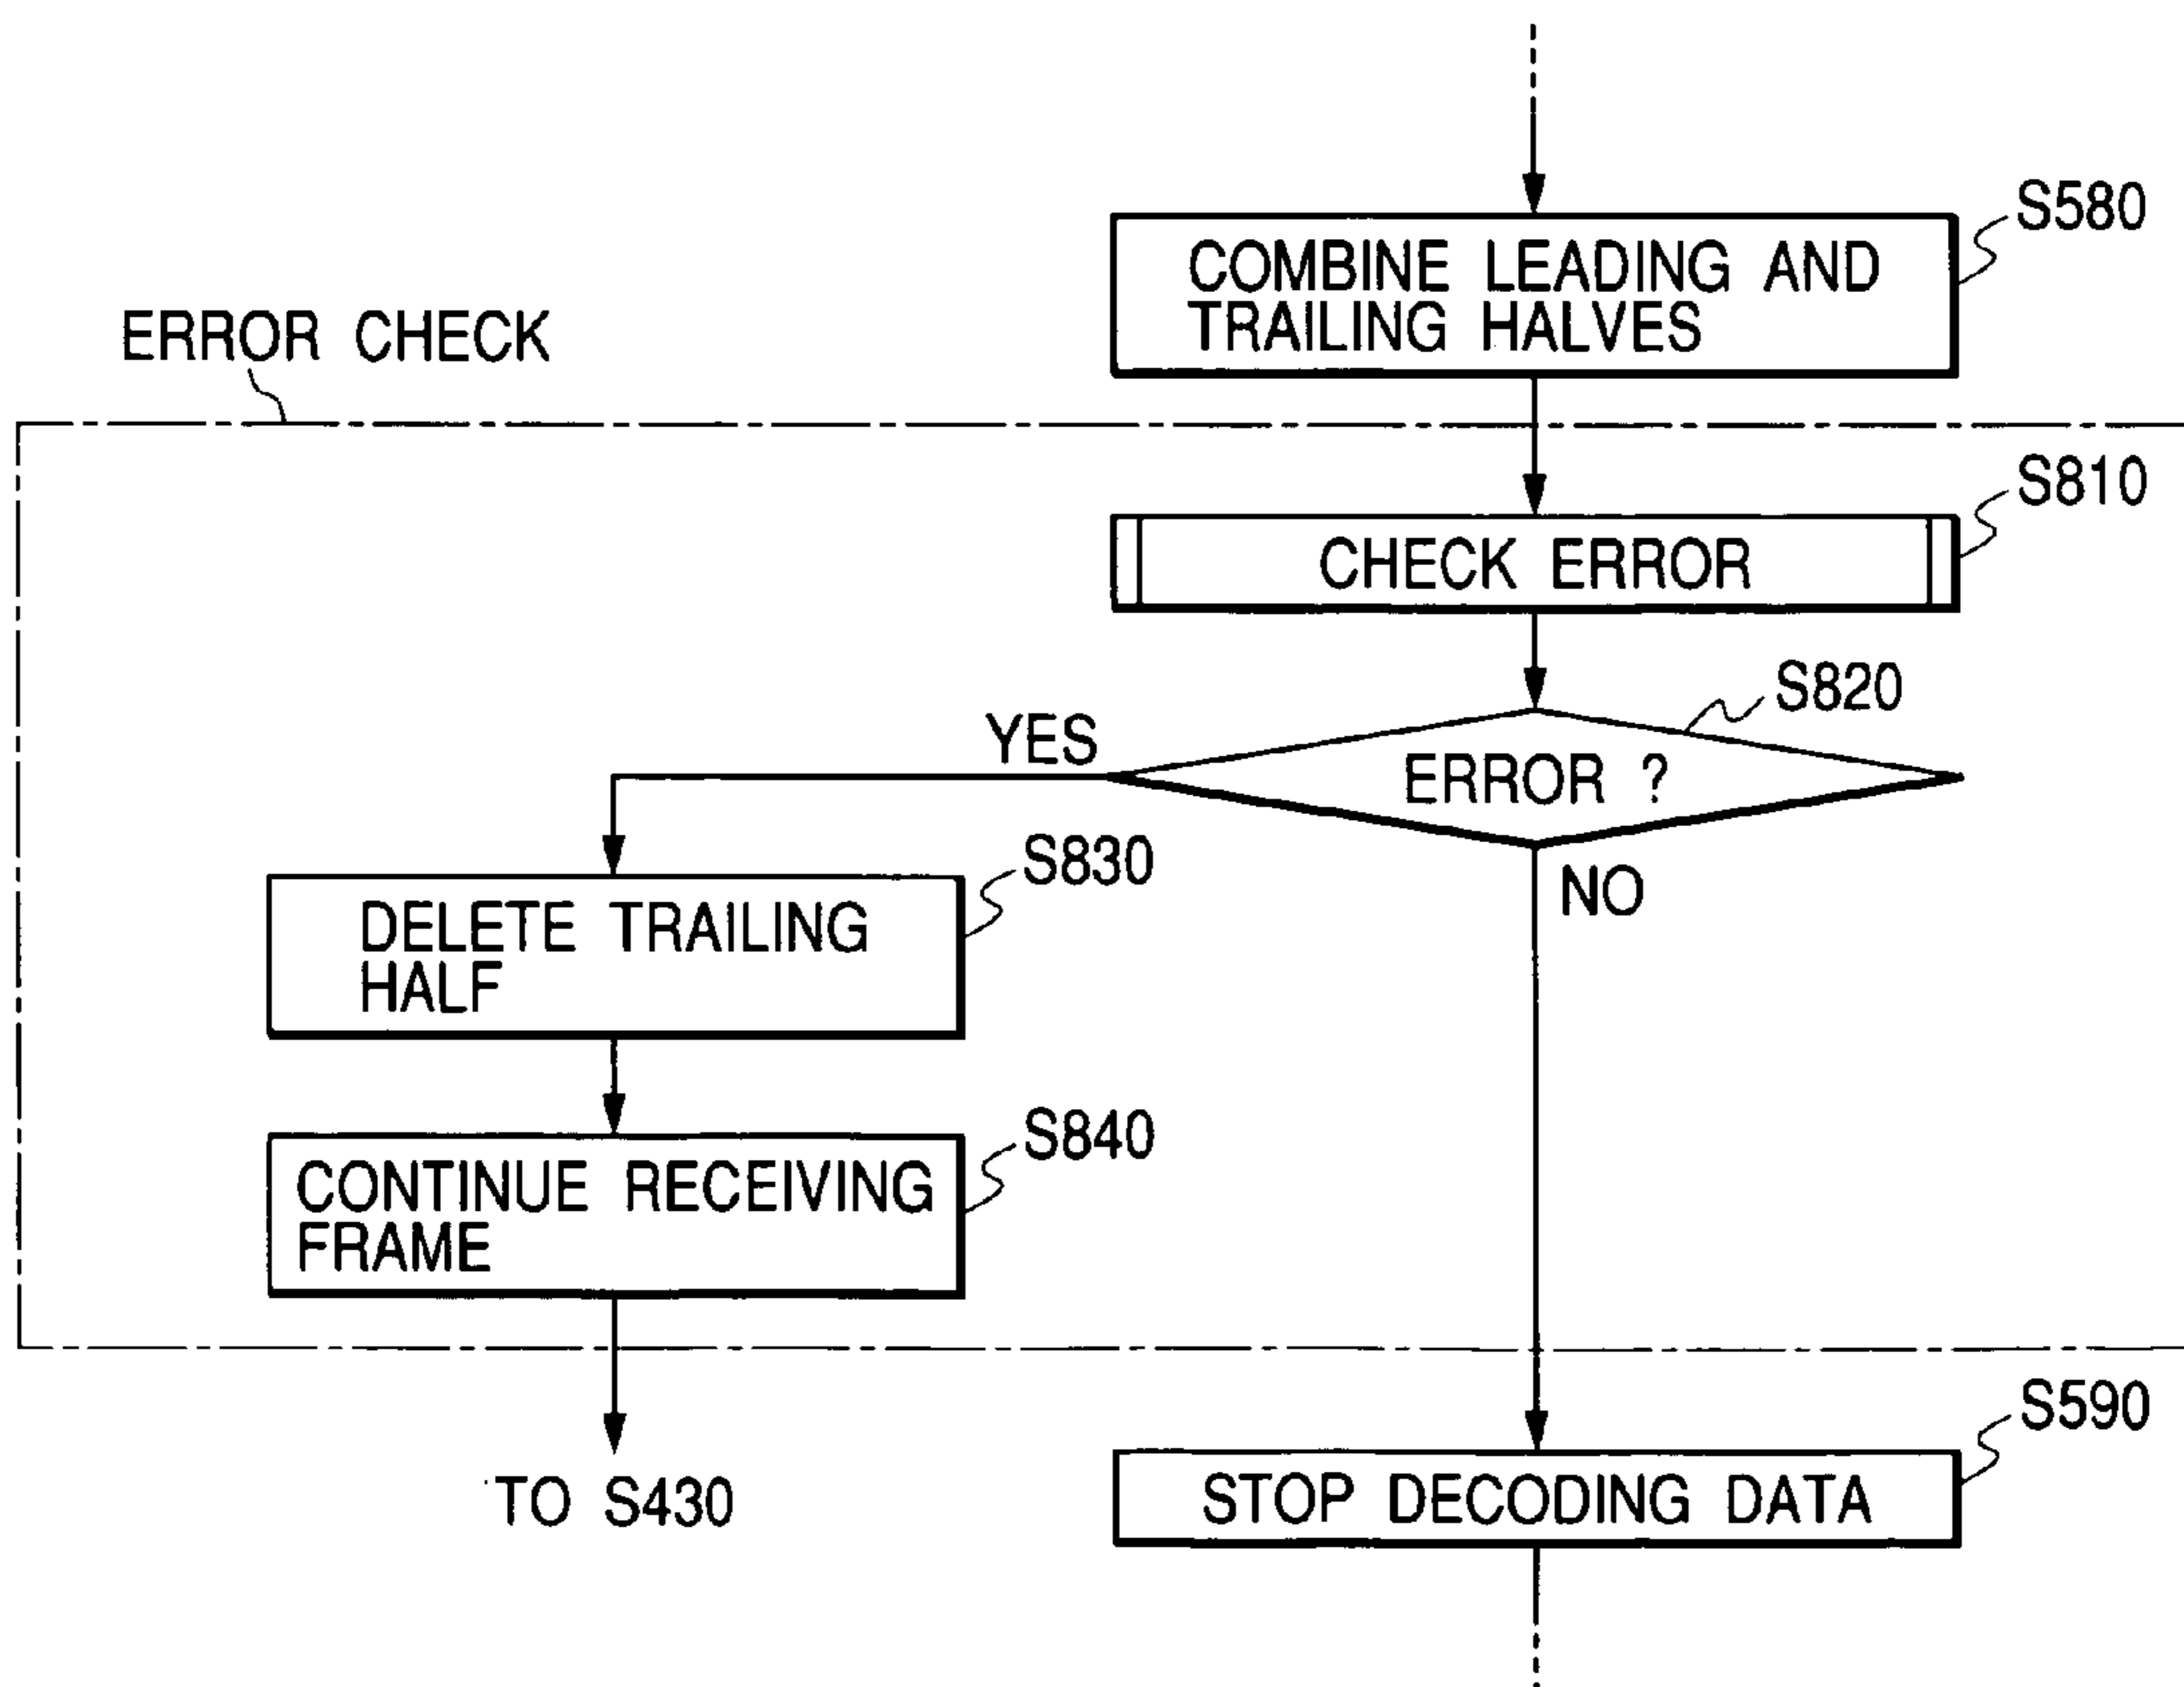 S580
COMBINE LEADING AND
TRAILING HALVES
ERROR CHECK
S810
CHECK ERROR
S820
YES
ERROR ?
NO
S830
DELETE TRAILING
HALF
S840
CONTINUE RECEIVING
FRAME
TO S430
S590
STOP DECODING DATA